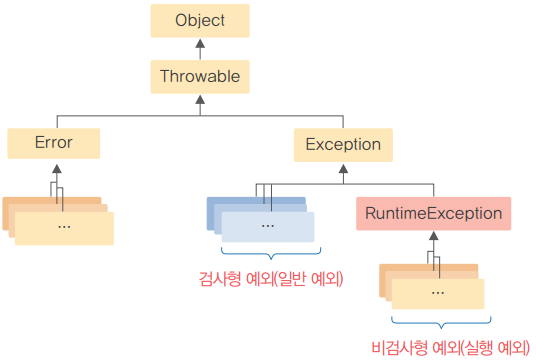 Object
Throwable
Error
Exception
...
...
RuntimeException
검사형 예외(일반 예외)
...
비검사형 예외(실행 예외)